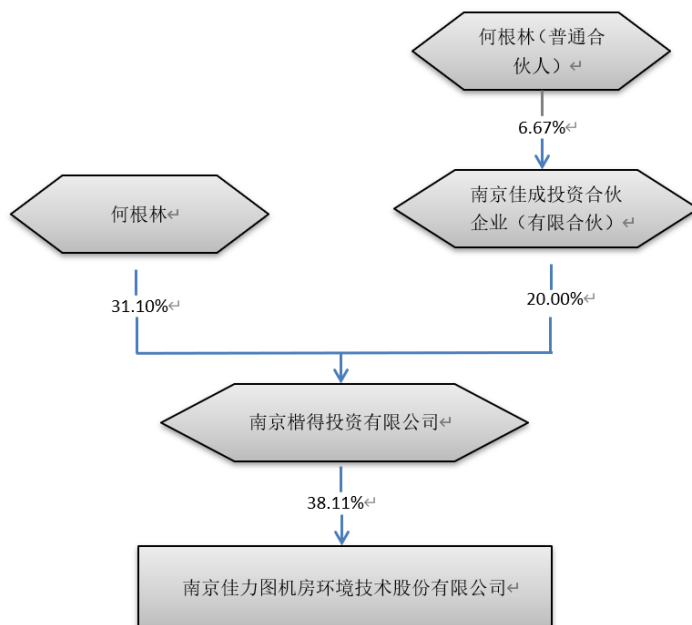 何根林（普通合
伙人）↵
6.67%↵
南京佳成投资合伙
企业（有限合伙）↵
何根林↵
31.10%↵
20.00%↵
南京楷得投资有限公司↵
38.11%↵
南京佳力图机房环境技术股份有限公司↵